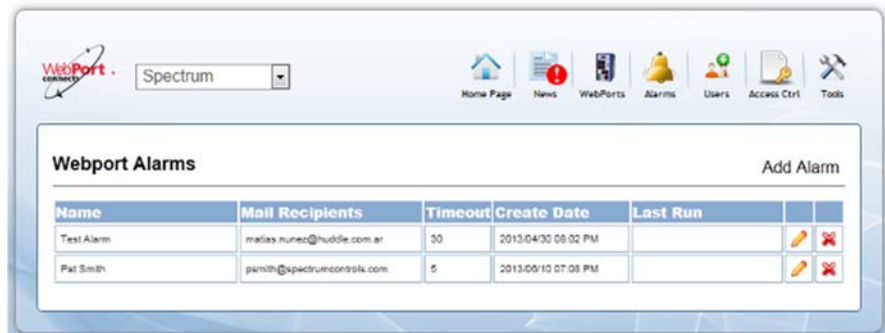 WebPort.
connects
Spectrum
Home Page News WebPorts Alarms Users Access Ctrl Tools
Webport Alarms
Add Alarm
Name Mail Recipients Timeout Create Date Last Run
Test Alarm matias.nunez@huddle.com.ar 30 2013/04/30 08:02 PM
Pat Smith psmith@spectrumcontrols.com 5 2013/06/10 07:08 PM